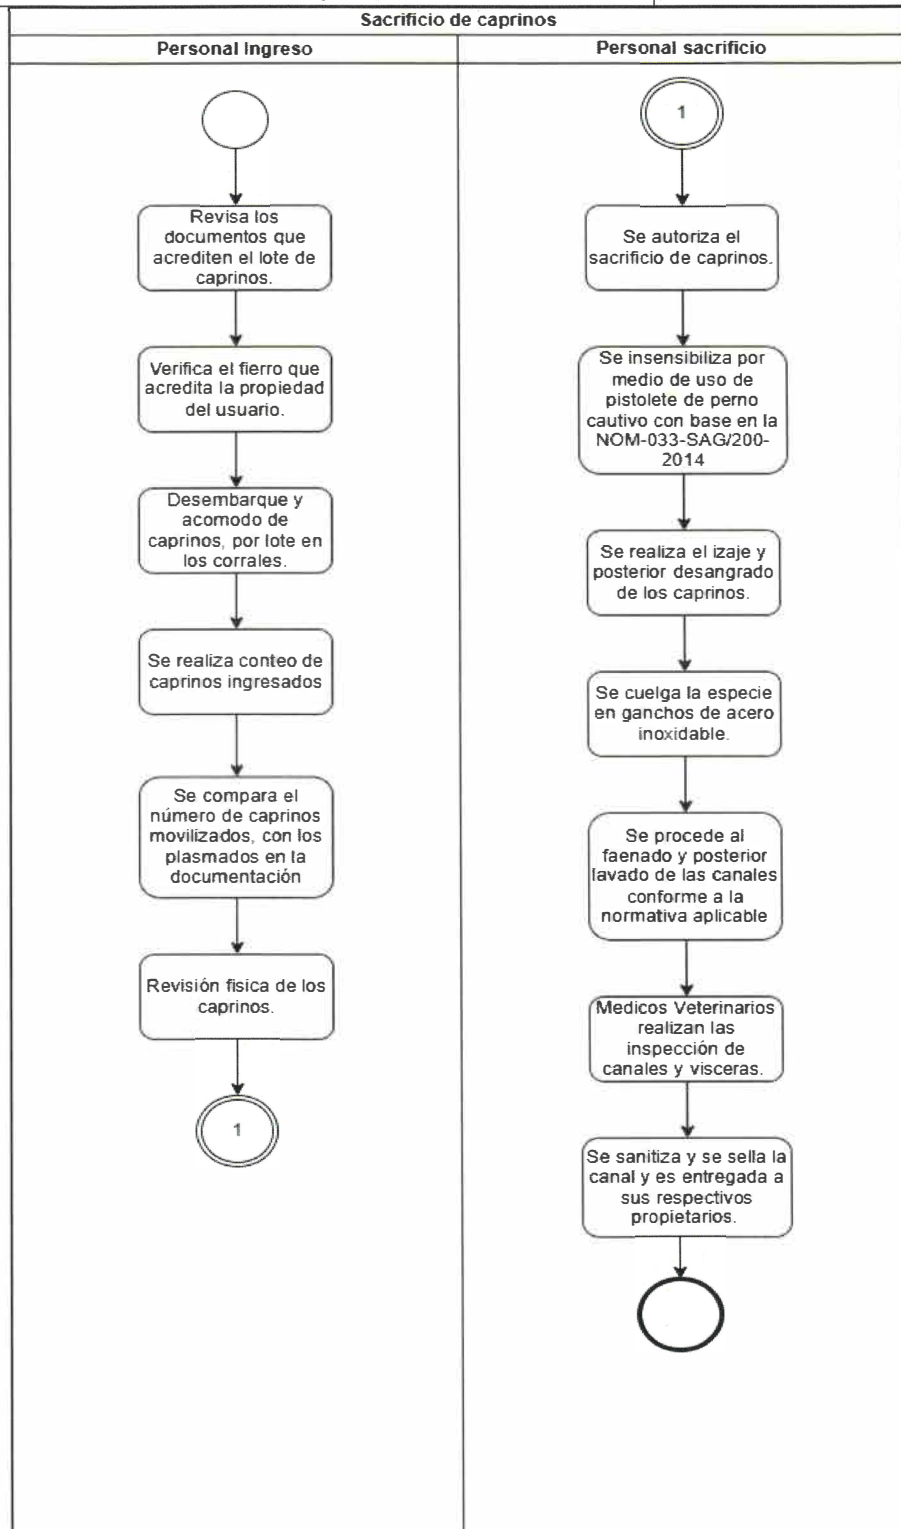 Sacrificio de caprinos
Personal Ingreso
Personal sacrificio
Revisa los
documentos que
acrediten el lote de
caprinos.
Verifica el fierro que
acredita la propiedad
del usuario.
Desembarque y
acomodo de
caprinos, por lote en
los corrales.
Se realiza conteo de
caprinos ingresados
Se compara el
número de caprinos
movilizados, con los
plasmados en la
documentación
Revisión fisica de los
caprinos.
1
1
Se autoriza el
sacrificio de caprinos.
Se insensibiliza por
medio de uso de
pistolete de perno
cautivo con base en la
NOM-033-SAG/200-
2014
Se realiza el izaje y
posterior desangrado
de los caprinos.
Se cuelga la especie
en ganchos de acero
inoxidable.
Se procede al
faenado y posterior
lavado de las canales
conforme a la
normativa aplicable
Medicos Veterinarios
realizan las
inspección de
canales y visceras.
Se sanitiza y se sella la
canal y es entregada a
sus respectivos
propietarios.